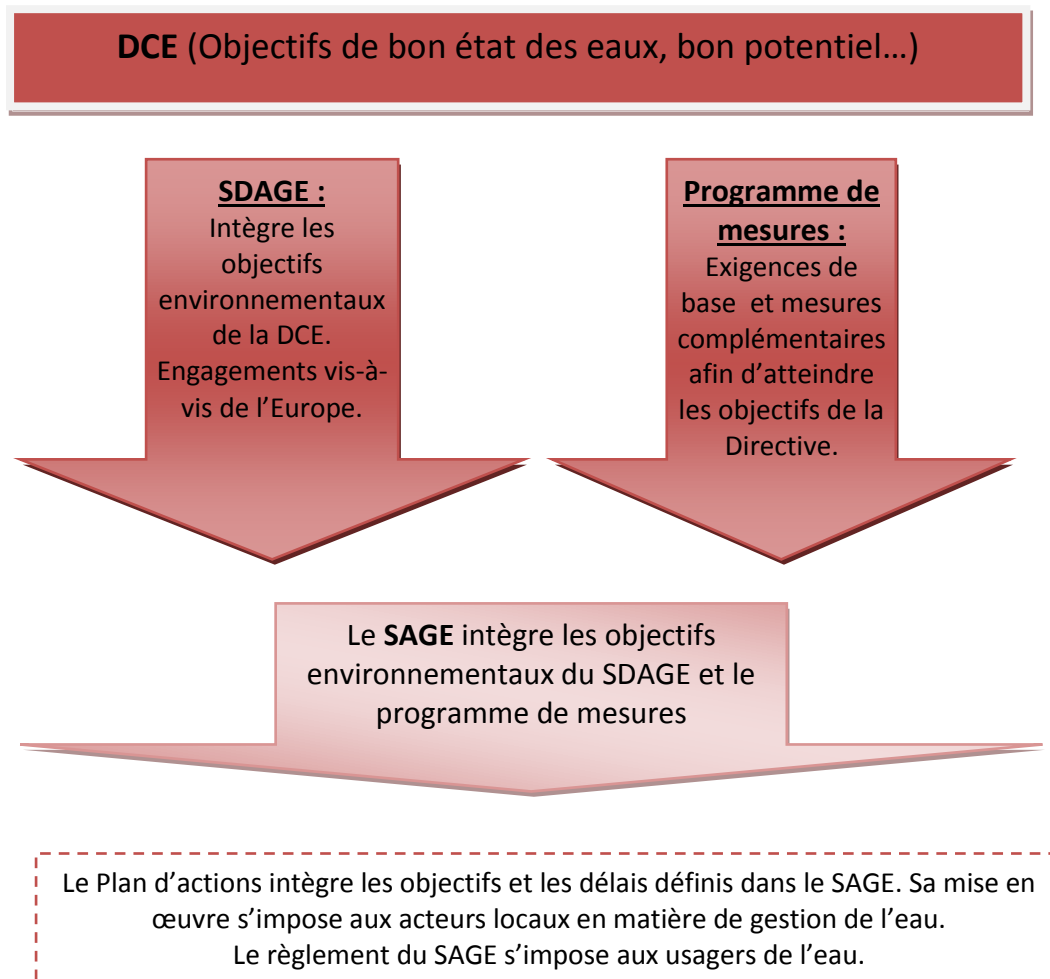 DCE (Objectifs de bon état des eaux, bon potentiel…)
SDAGE :
Intègre les
objectifs
environnementaux
de la DCE.
Engagements vis-à-
vis de l’Europe.
Programme de
mesures :
Exigences de
base et mesures
complémentaires
afin d’atteindre
les objectifs de la
Directive.
Le SAGE intègre les objectifs
environnementaux du SDAGE et le
programme de mesures
Le Plan d’actions intègre les objectifs et les délais définis dans le SAGE. Sa mise en
œuvre s’impose aux acteurs locaux en matière de gestion de l’eau.
Le règlement du SAGE s’impose aux usagers de l’eau.